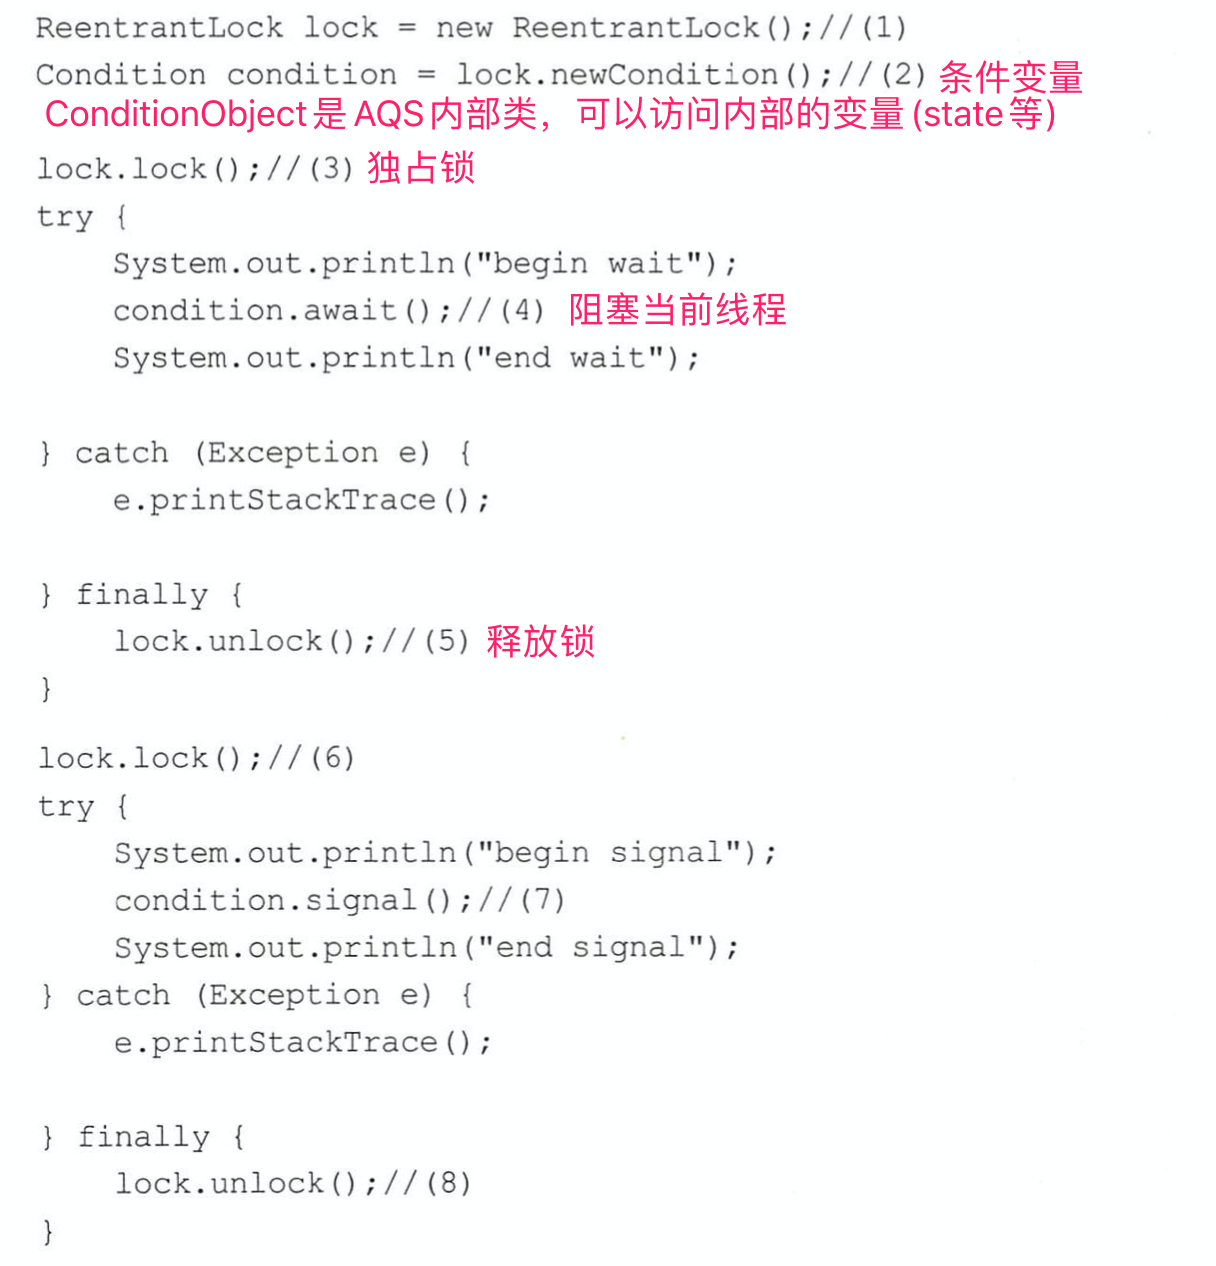 ReentrantLock lock = new ReentrantLock();//(1)
Condition condition = lock.newCondition();//(2) 条件变量
ConditionObject是AQS内部类，可以访问内部的变量(state等)
lock.lock();//(3) 独占锁
try {
System.out.println("begin wait");
condition.await();//(4) 阻塞当前线程
System.out.println("end wait");
} catch (Exception e) {
e.printStackTrace();
} finally {
lock.unlock();//(5) 释放锁
}
lock.lock();//(6)
try {
System.out.println("begin signal");
condition.signal();//(7)
System.out.println("end signal");
} catch (Exception e) {
e.printStackTrace();
} finally {
lock.unlock();//(8)
}